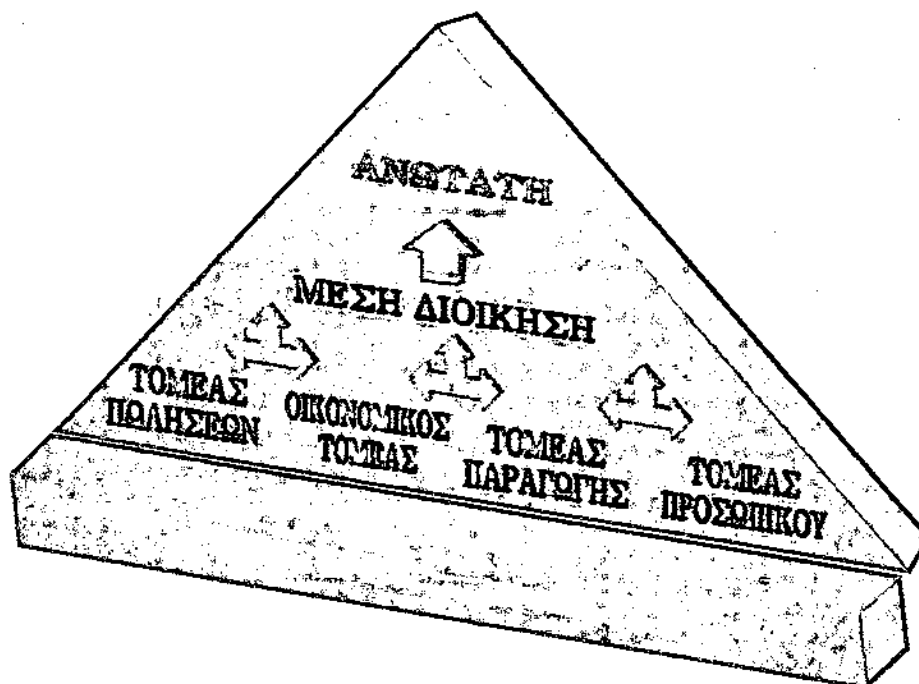 ΑΝΩΤΑΤΗ
ΜΕΣΗ ΔΙΟΙΚΗΣΗ
ΤΟΜΕΑΣ
ΠΩΛΗΣΕΩΝ
ΟΙΚΟΝΟΜΙΚΟΣ
ΤΟΜΕΑΣ
ΤΟΜΕΑΣ
ΠΑΡΑΓΩΓΗΣ
ΤΟΜΕΑΣ
ΠΡΟΣΩΠΙΚΟΥ